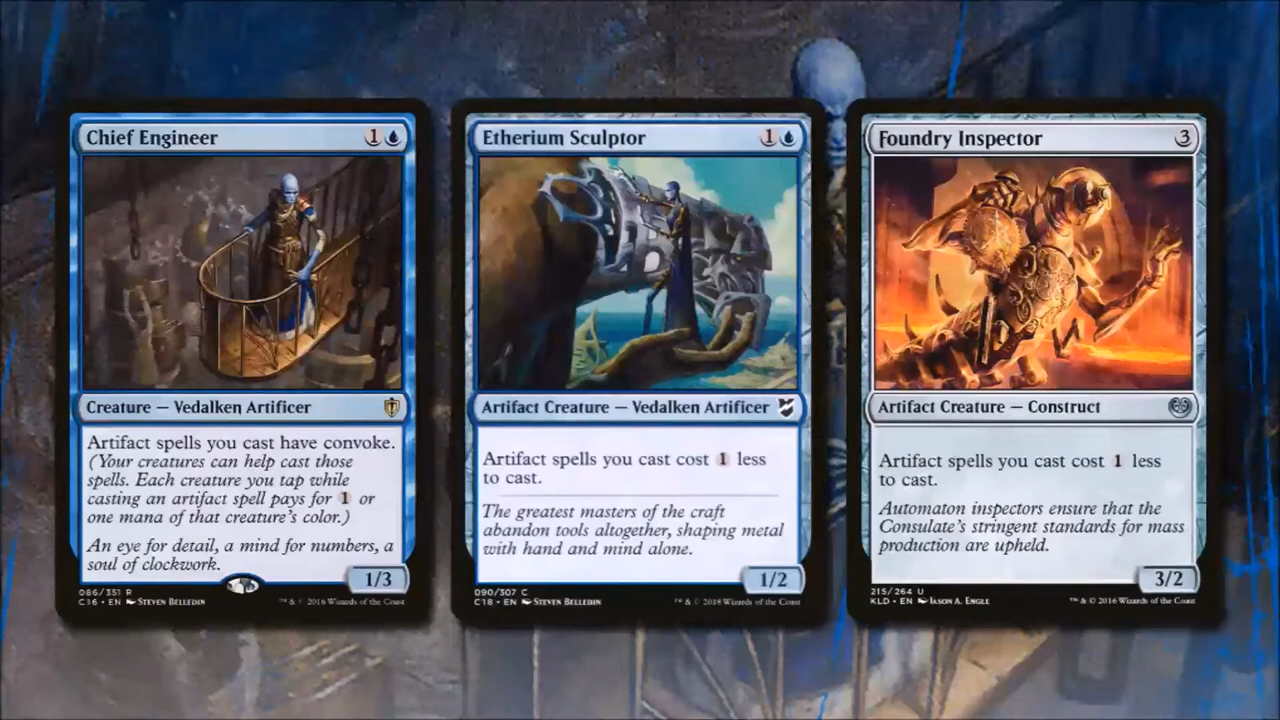 Chief Engineer 1
Creature — Vedalken Artificer
Artifact spells you cast have convoke.
(Your creatures can help cast those
spells. Each creature you tap while
casting an artifact spell pays for 1 or
one mana of that creature's color.)
An eye for detail, a mind for numbers, a
soul of clockwork.
1/3
086/351 R
C16 • EN STEVEN BELLEDIN
™ & © 2016 Wizards of the Coast
Etherium Sculptor 1
Artifact Creature — Vedalken Artificer
Artifact spells you cast cost 1 less
to cast.
The greatest masters of the craft
abandon tools altogether, shaping metal
with hand and mind alone.
1/2
090/307 C
C18 • EN STEVEN BELLEDIN
™ & © 2018 Wizards of the Coast
Foundry Inspector 3
Artifact Creature — Construct
Artifact spells you cast cost 1 less
to cast.
Automaton inspectors ensure that the
Consulate's stringent standards for mass
production are upheld.
3/2
215/264 U
KLD • EN JASON A. ENGLE
™ & © 2016 Wizards of the Coast